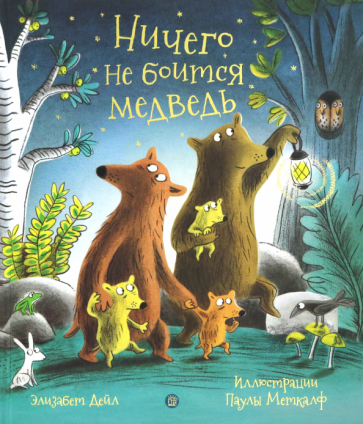 Ничего
не боится
медведь
Элизабет Дейл
Иллюстрации
Паулы Меткалф